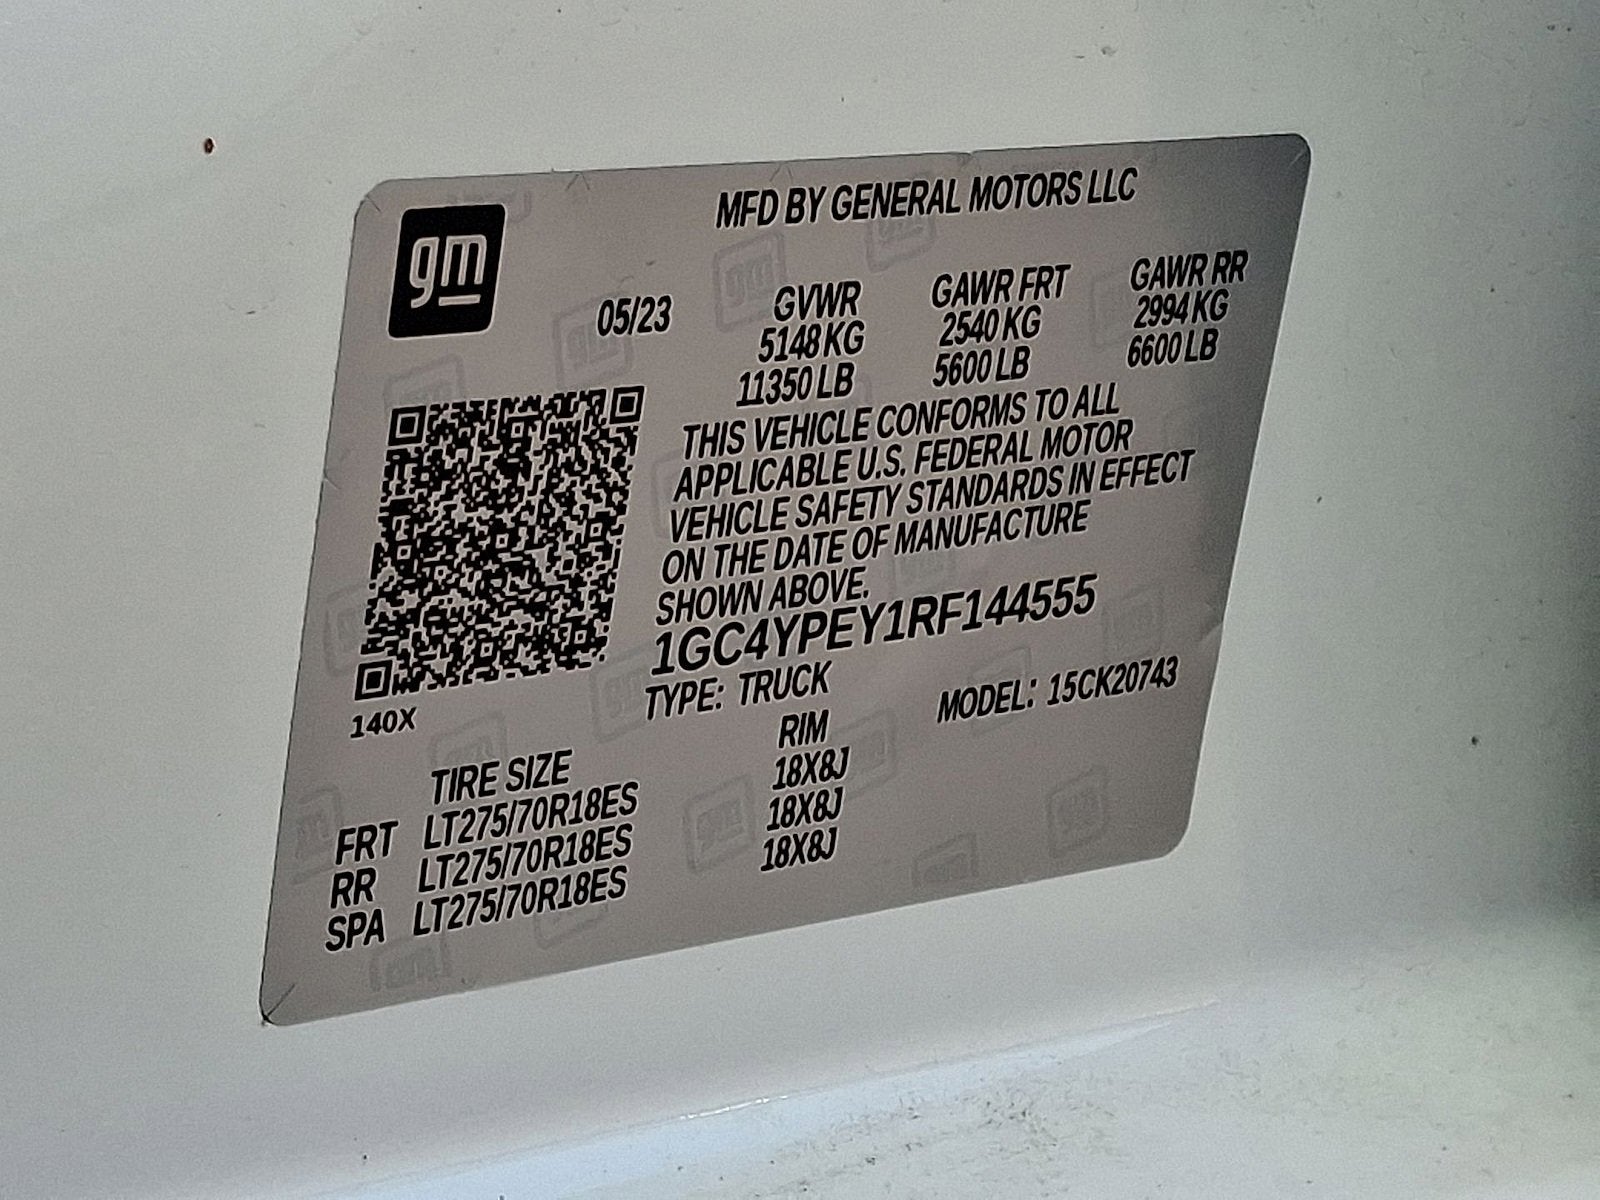 gm
MFD BY GENERAL MOTORS LLC
05/23 GVWR GAWR FRT GAWR RR
5148 KG 2540 KG 2994 KG
11350 LB 5600 LB 6600 LB
THIS VEHICLE CONFORMS TO ALL
APPLICABLE U.S. FEDERAL MOTOR
VEHICLE SAFETY STANDARDS IN EFFECT
ON THE DATE OF MANUFACTURE
SHOWN ABOVE.
1GC4YPEY1RF144555
TYPE: TRUCK MODEL: 15CK20743
140X
TIRE SIZE RIM
FRT LT275/70R18ES 18X8J
RR LT275/70R18ES 18X8J
SPA LT275/70R18ES 18X8J